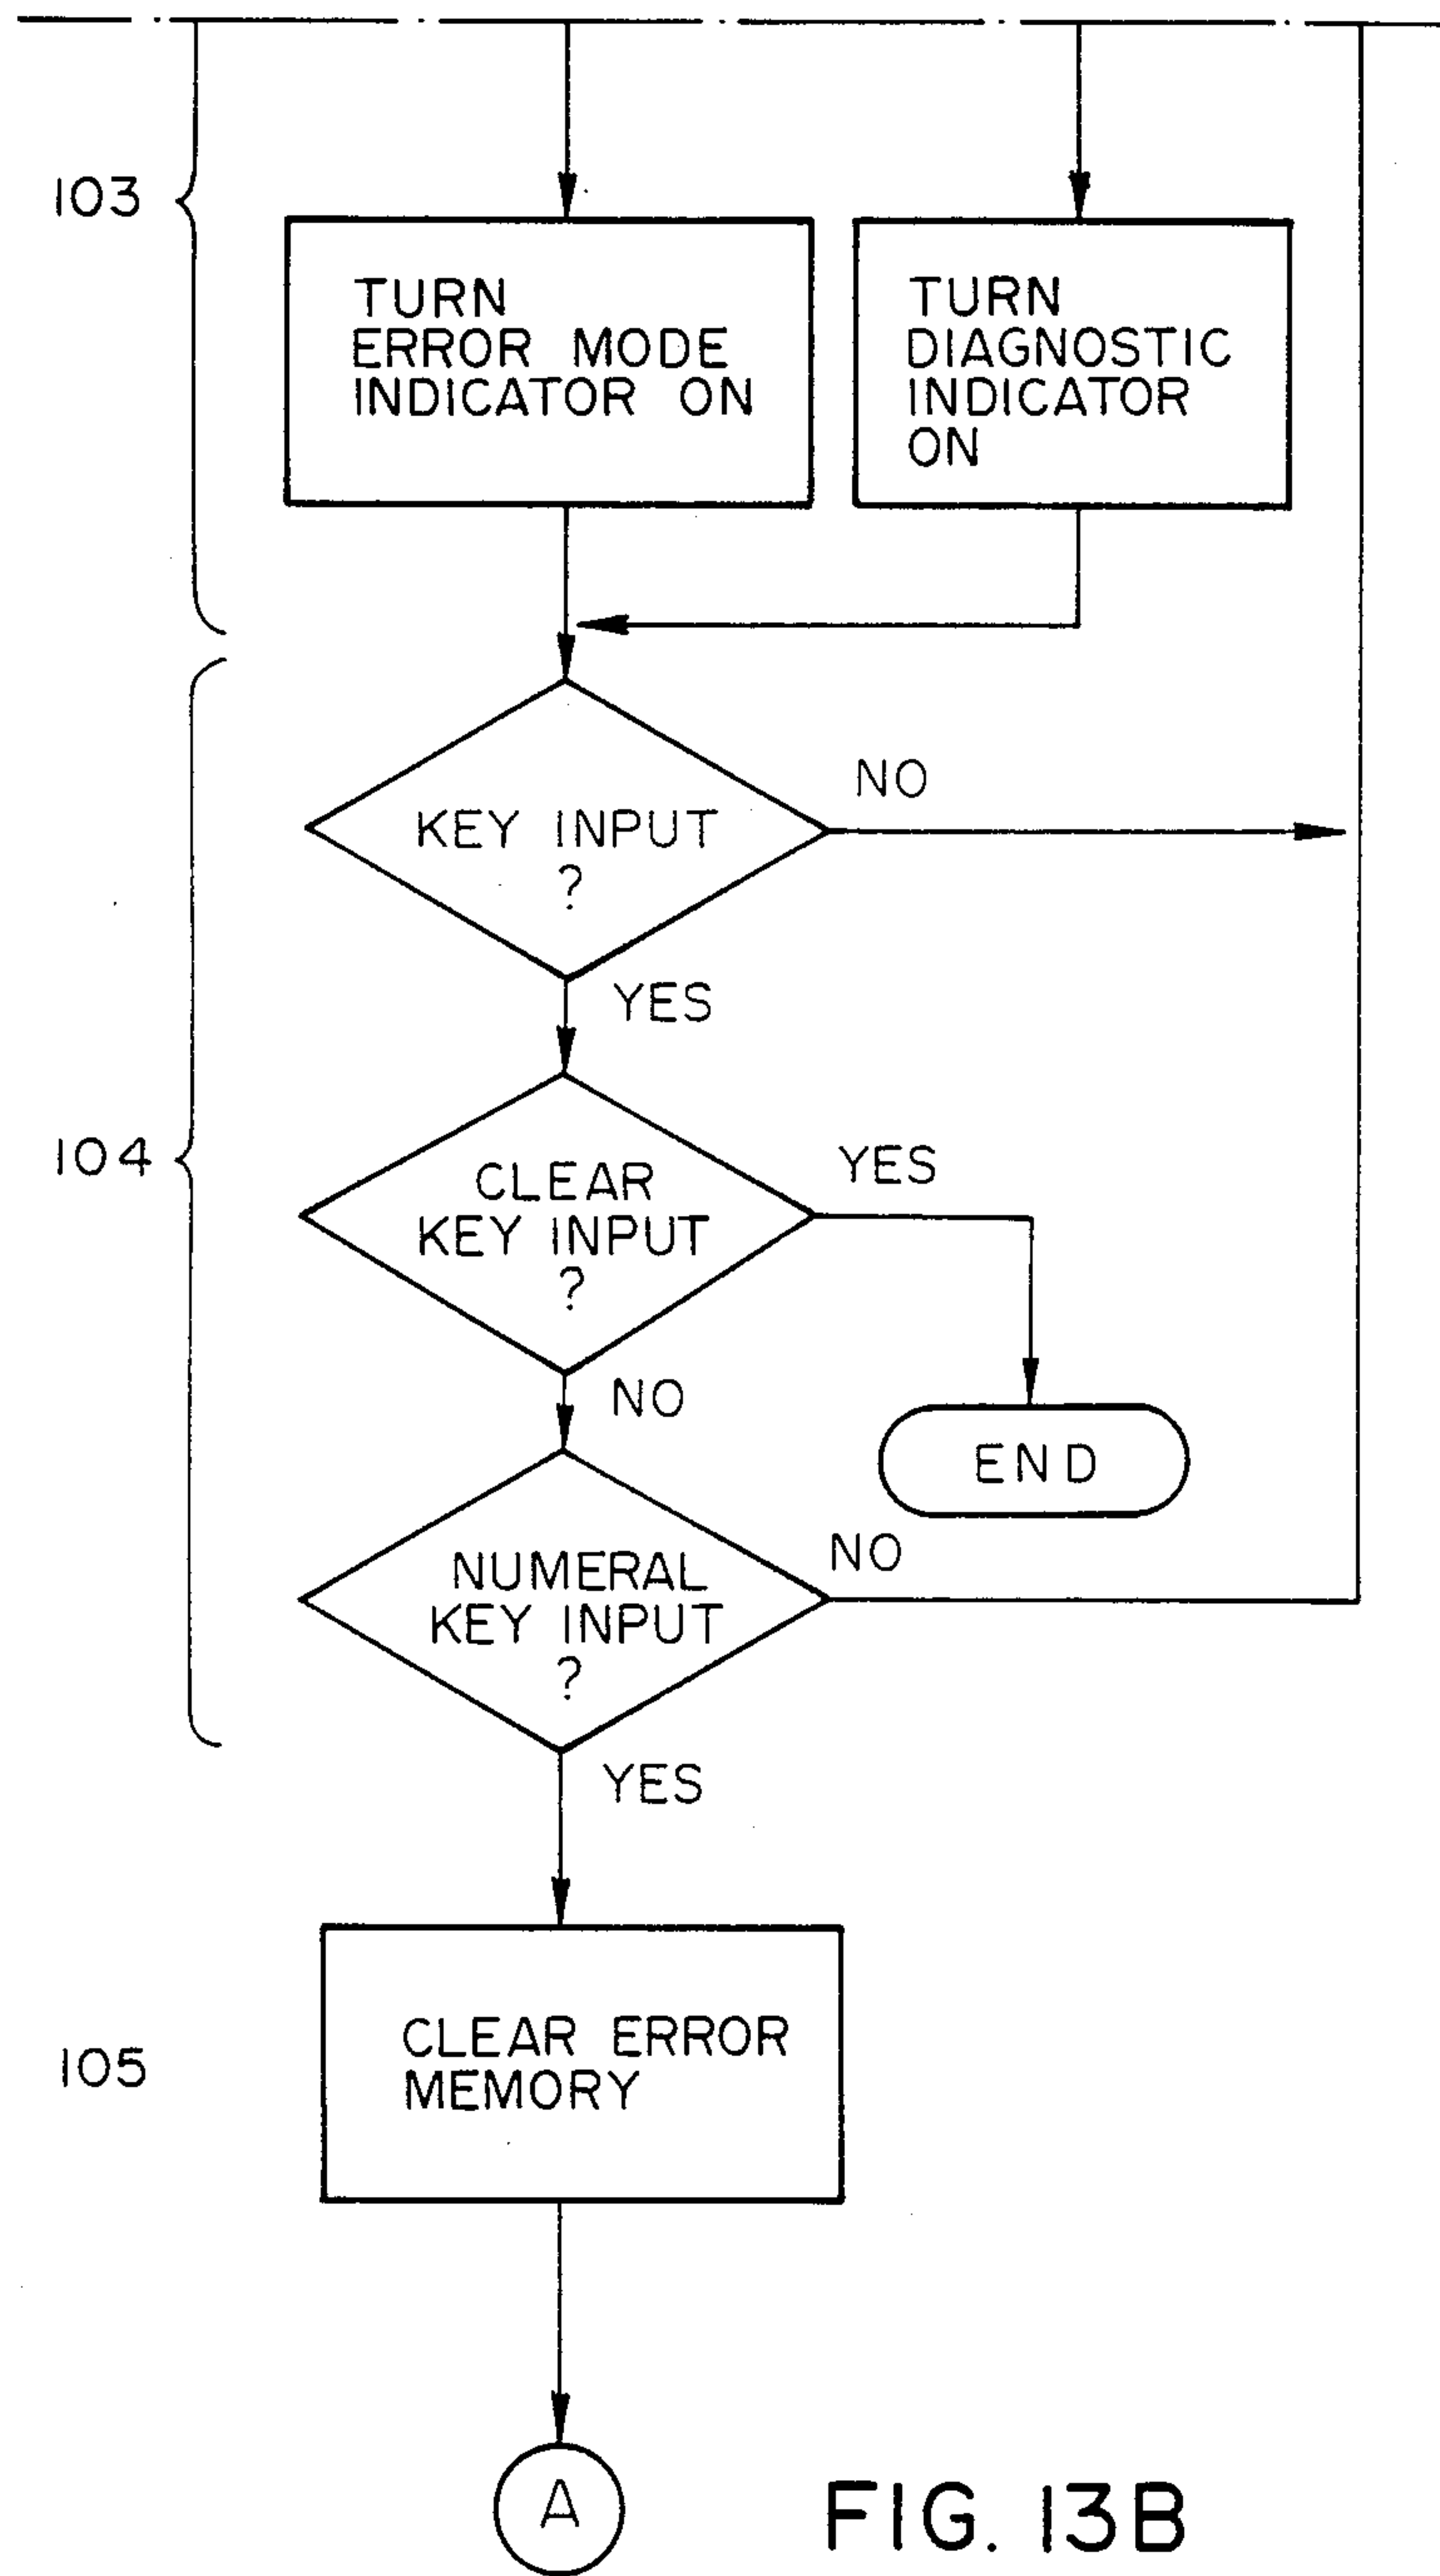 103
TURN
ERROR MODE
INDICATOR ON
TURN
DIAGNOSTIC
INDICATOR
ON
KEY INPUT
?
NO
YES
104
CLEAR
KEY INPUT
?
YES
NO
END
NUMERAL
KEY INPUT
?
NO
YES
105
CLEAR ERROR
MEMORY
A
FIG. 13B